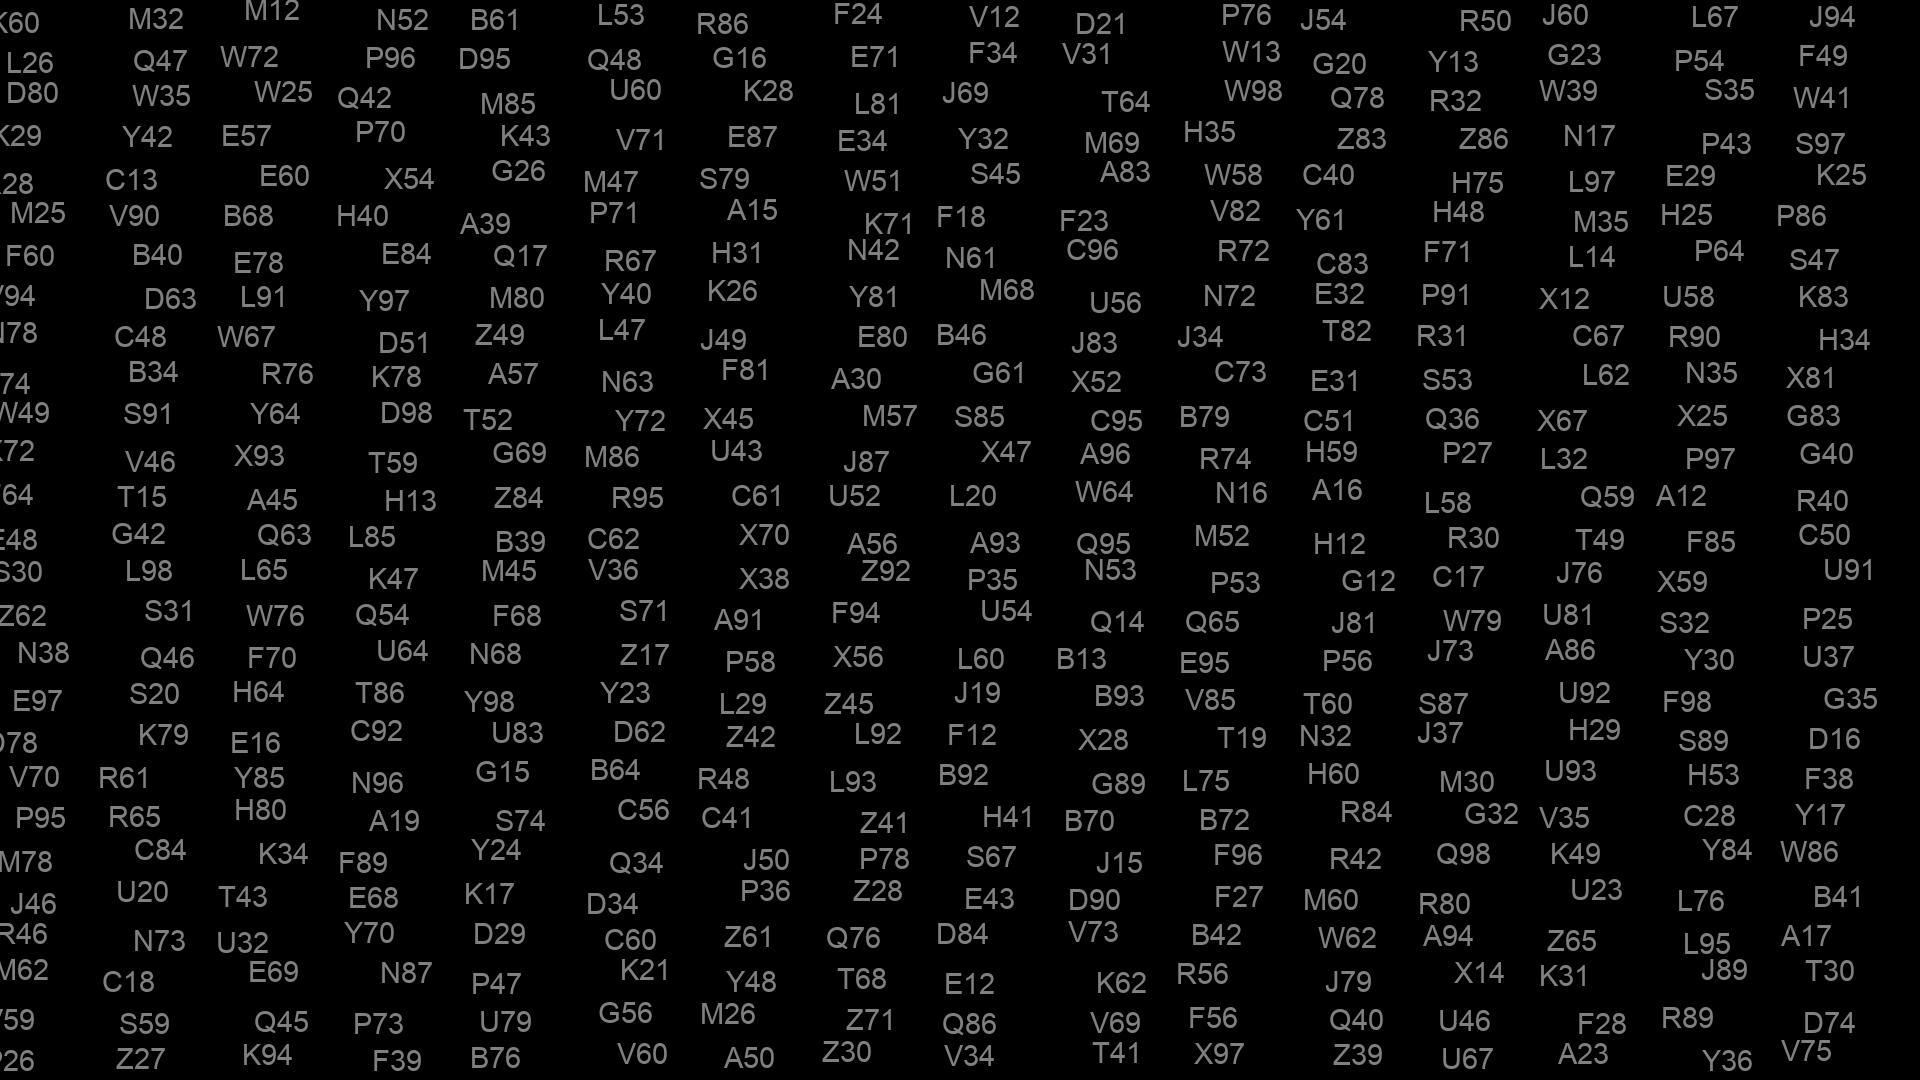 K60 M32 M12 N52 B61 L53 R86 F24 V12 D21 P76 J54 R50 J60 L67 J94
L26 Q47 W72 P96 D95 Q48 G16 E71 F34 V31 W13 G20 Y13 G23 P54 F49
D80 W35 W25 Q42 M85 U60 K28 L81 J69 T64 W98 Q78 R32 W39 S35 W41
K29 Y42 E57 P70 K43 V71 E87 E34 Y32 M69 H35 Z83 Z86 N17 P43 S97
C13 E60 X54 G26 M47 S79 W51 S45 A83 W58 C40 H75 L97 E29 K25
M25 V90 B68 H40 A39 P71 A15 K71 F18 F23 V82 Y61 H48 M35 H25 P86
F60 B40 E78 E84 Q17 R67 H31 N42 N61 C96 R72 C83 F71 L14 P64 S47
D63 L91 Y97 M80 Y40 K26 Y81 M68 U56 N72 E32 P91 X12 U58 K83
C48 W67 D51 Z49 L47 J49 E80 B46 J83 J34 T82 R31 C67 R90 H34
B34 R76 K78 A57 N63 F81 A30 G61 X52 C73 E31 S53 L62 N35 X81
W49 S91 Y64 D98 T52 Y72 X45 M57 S85 C95 B79 C51 Q36 X67 X25 G83
V46 X93 T59 G69 M86 U43 J87 X47 A96 R74 H59 P27 L32 P97 G40
T15 A45 H13 Z84 R95 C61 U52 L20 W64 N16 A16 L58 Q59 A12 R40
E48 G42 Q63 L85 B39 C62 X70 A56 A93 Q95 M52 H12 R30 T49 F85 C50
S30 L98 L65 K47 M45 V36 X38 Z92 P35 N53 P53 G12 C17 J76 X59 U91
Z62 S31 W76 Q54 F68 S71 A91 F94 U54 Q14 Q65 J81 W79 U81 S32 P25
N38 Q46 F70 U64 N68 Z17 P58 X56 L60 B13 E95 P56 J73 A86 Y30 U37
E97 S20 H64 T86 Y98 Y23 L29 Z45 J19 B93 V85 T60 S87 U92 F98 G35
K79 E16 C92 U83 D62 Z42 L92 F12 X28 T19 N32 J37 H29 S89 D16
V70 R61 Y85 N96 G15 B64 R48 L93 B92 G89 L75 H60 M30 U93 H53 F38
P95 R65 H80 A19 S74 C56 C41 Z41 H41 B70 B72 R84 G32 V35 C28 Y17
M78 C84 K34 F89 Y24 Q34 J50 P78 S67 J15 F96 R42 Q98 K49 Y84 W86
J46 U20 T43 E68 K17 D34 P36 Z28 E43 D90 F27 M60 R80 U23 L76 B41
R46 N73 U32 Y70 D29 C60 Z61 Q76 D84 V73 B42 W62 A94 Z65 L95 A17
M62 C18 E69 N87 P47 K21 Y48 T68 E12 K62 R56 J79 X14 K31 J89 T30
S59 Q45 P73 U79 G56 M26 Z71 Q86 V69 F56 Q40 U46 F28 R89 D74
Z27 K94 F39 B76 V60 A50 Z30 V34 T41 X97 Z39 U67 A23 Y36 V75